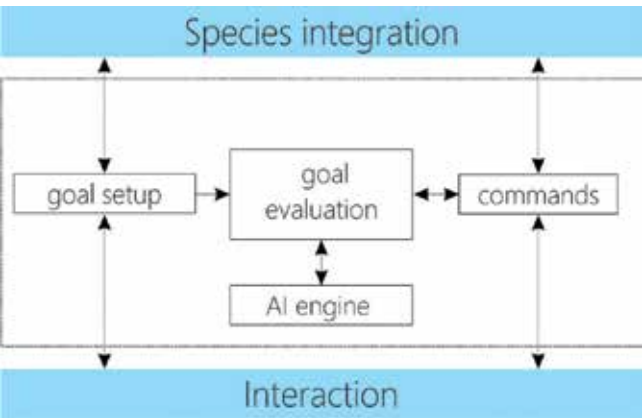 Species integration
goal setup
goal
evaluation
commands
AI engine
Interaction